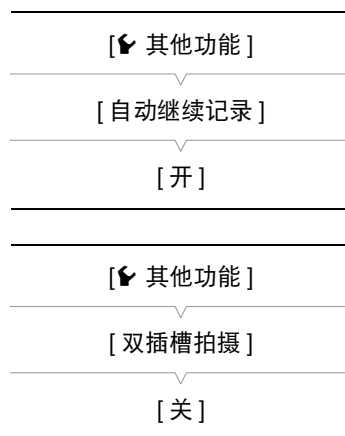 [ 其他功能 ]
[ 自动继续记录 ]
[ 开 ]
[ 其他功能 ]
[ 双插槽拍摄 ]
[ 关 ]